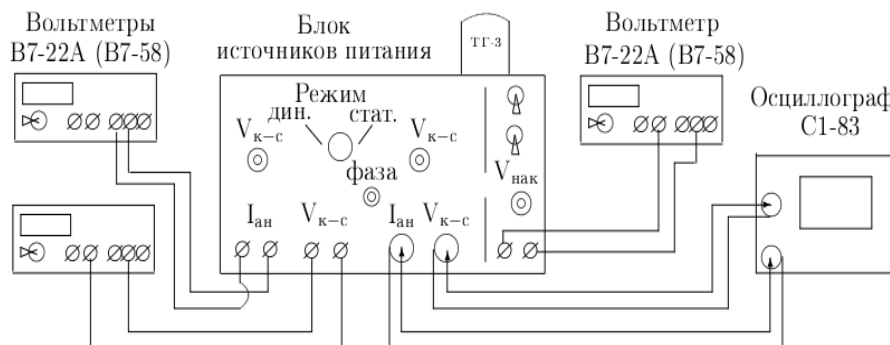 Вольтметры
В7-22А (В7-58)
Блок
источников питания
ТГ-3
Вольтметр
В7-22А (В7-58)
Осциллограф
С1-83
Режим
дин.
стат.
Vк−с
Vк−с
фаза
Vнак
Iан
Vк−с
Iан
Vк−с